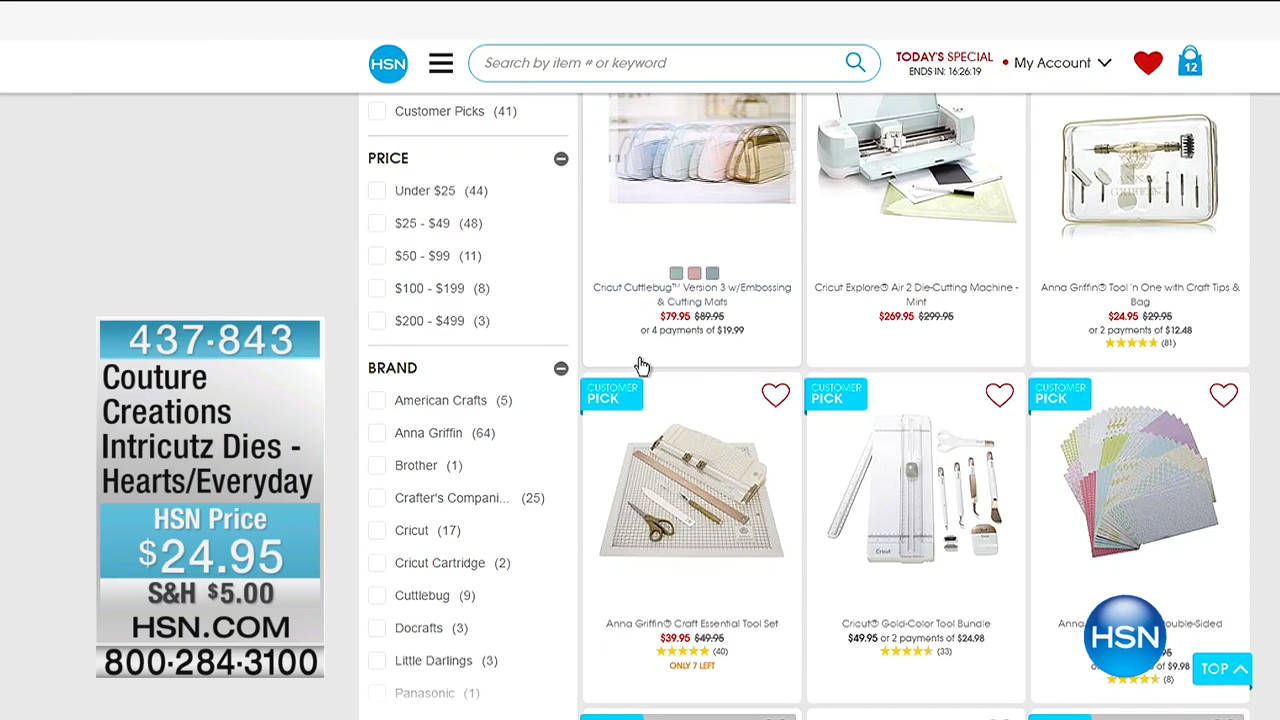 HSN
Search by item # or keyword
TODAY'S SPECIAL
ENDS IN: 16:26:19
My Account
12
Customer Picks (41)
PRICE
Under $25 (44)
$25 - $49 (48)
$50 - $99 (11)
$100 - $199 (8)
$200 - $499 (3)
BRAND
American Crafts (5)
Anna Griffin (64)
Brother (1)
Crafter's Compani... (25)
Cricut (17)
Cricut Cartridge (2)
Cuttlebug (9)
Docrafts (3)
Little Darlings (3)
Panasonic (1)
Cricut Cuttlebug™ Version 3 w/Embossing
& Cutting Mats
$79.95 $89.95
or 4 payments of $19.99
Cricut Explore® Air 2 Die-Cutting Machine -
Mint
$269.95 $299.95
ANNA
GRIFFIN
Anna Griffin® Tool 'n One with Craft Tips &
Bag
$24.95 $29.95
or 2 payments of $12.48
(81)
CUSTOMER
PICK
Anna Griffin® Craft Essential Tool Set
$39.95 $49.95
(40)
ONLY 7 LEFT
CUSTOMER
PICK
Cricut
Cricut® Gold-Color Tool Bundle
$49.95 or 2 payments of $24.98
(33)
CUSTOMER
PICK
of $9.98
(8)
HSN
TOP
437·843
Couture
Creations
Intricutz Dies -
Hearts/Everyday
HSN Price
$24.95
S&H $5.00
HSN.COM
800·284·3100